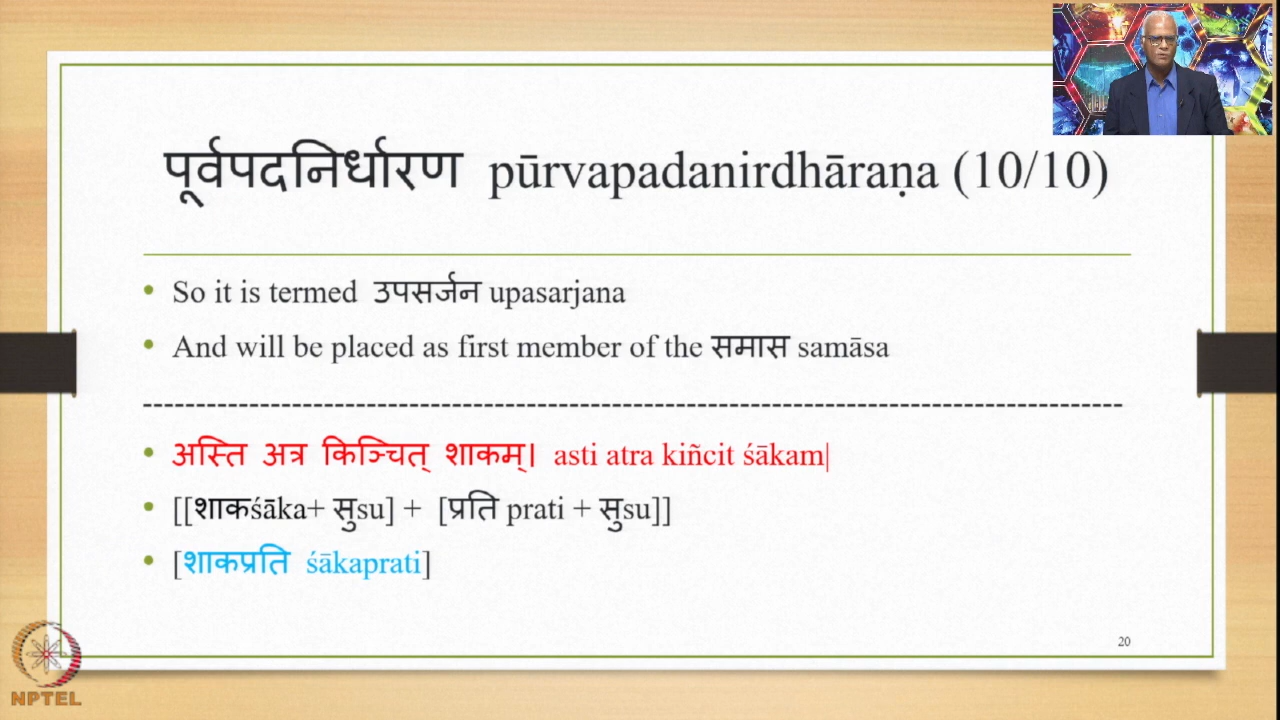 पूर्वपदनिर्धारण pūrvapadanirdhāraṇa (10/10)
• So it is termed उपसर्जन upasarjana
• And will be placed as first member of the समास samāsa
--------------------------------------------------------------------------------------------
• अस्ति अत्र किञ्चित् शाकम्। asti atra kiñcit śākam|
• [[शाकśāka+ सुsu] + [प्रति prati + सुsu]]
• [शाकप्रति śākaprati]
20
NPTEL